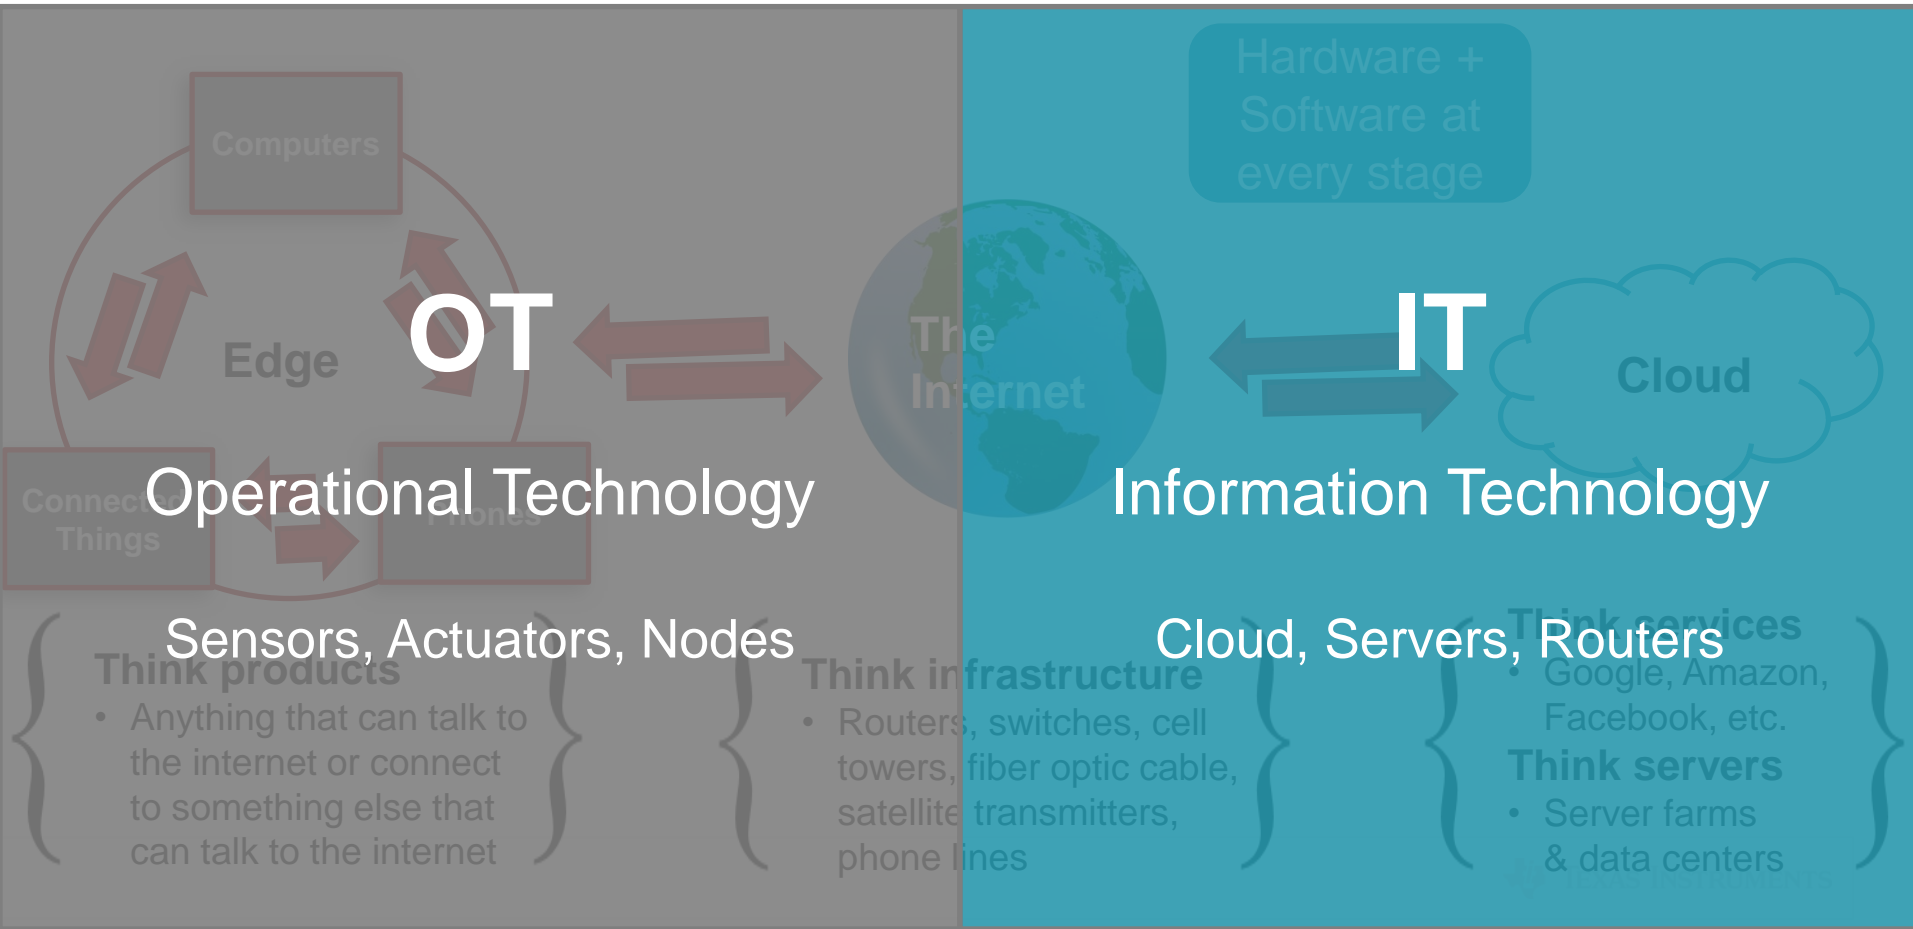 Hardware +
Software at
every stage
Computers
OT
IT
Edge
The
Internet
Cloud
Operational Technology
Information Technology
Connected
Things
Phones
Sensors, Actuators, Nodes
Cloud, Servers, Routers
Think products
• Anything that can talk to
the internet or connect
to something else that
can talk to the internet
Think infrastructure
• Routers, switches, cell
towers, fiber optic cable,
satellite transmitters,
phone lines
Think services
• Google, Amazon,
Facebook, etc.
Think servers
• Server farms
& data centers